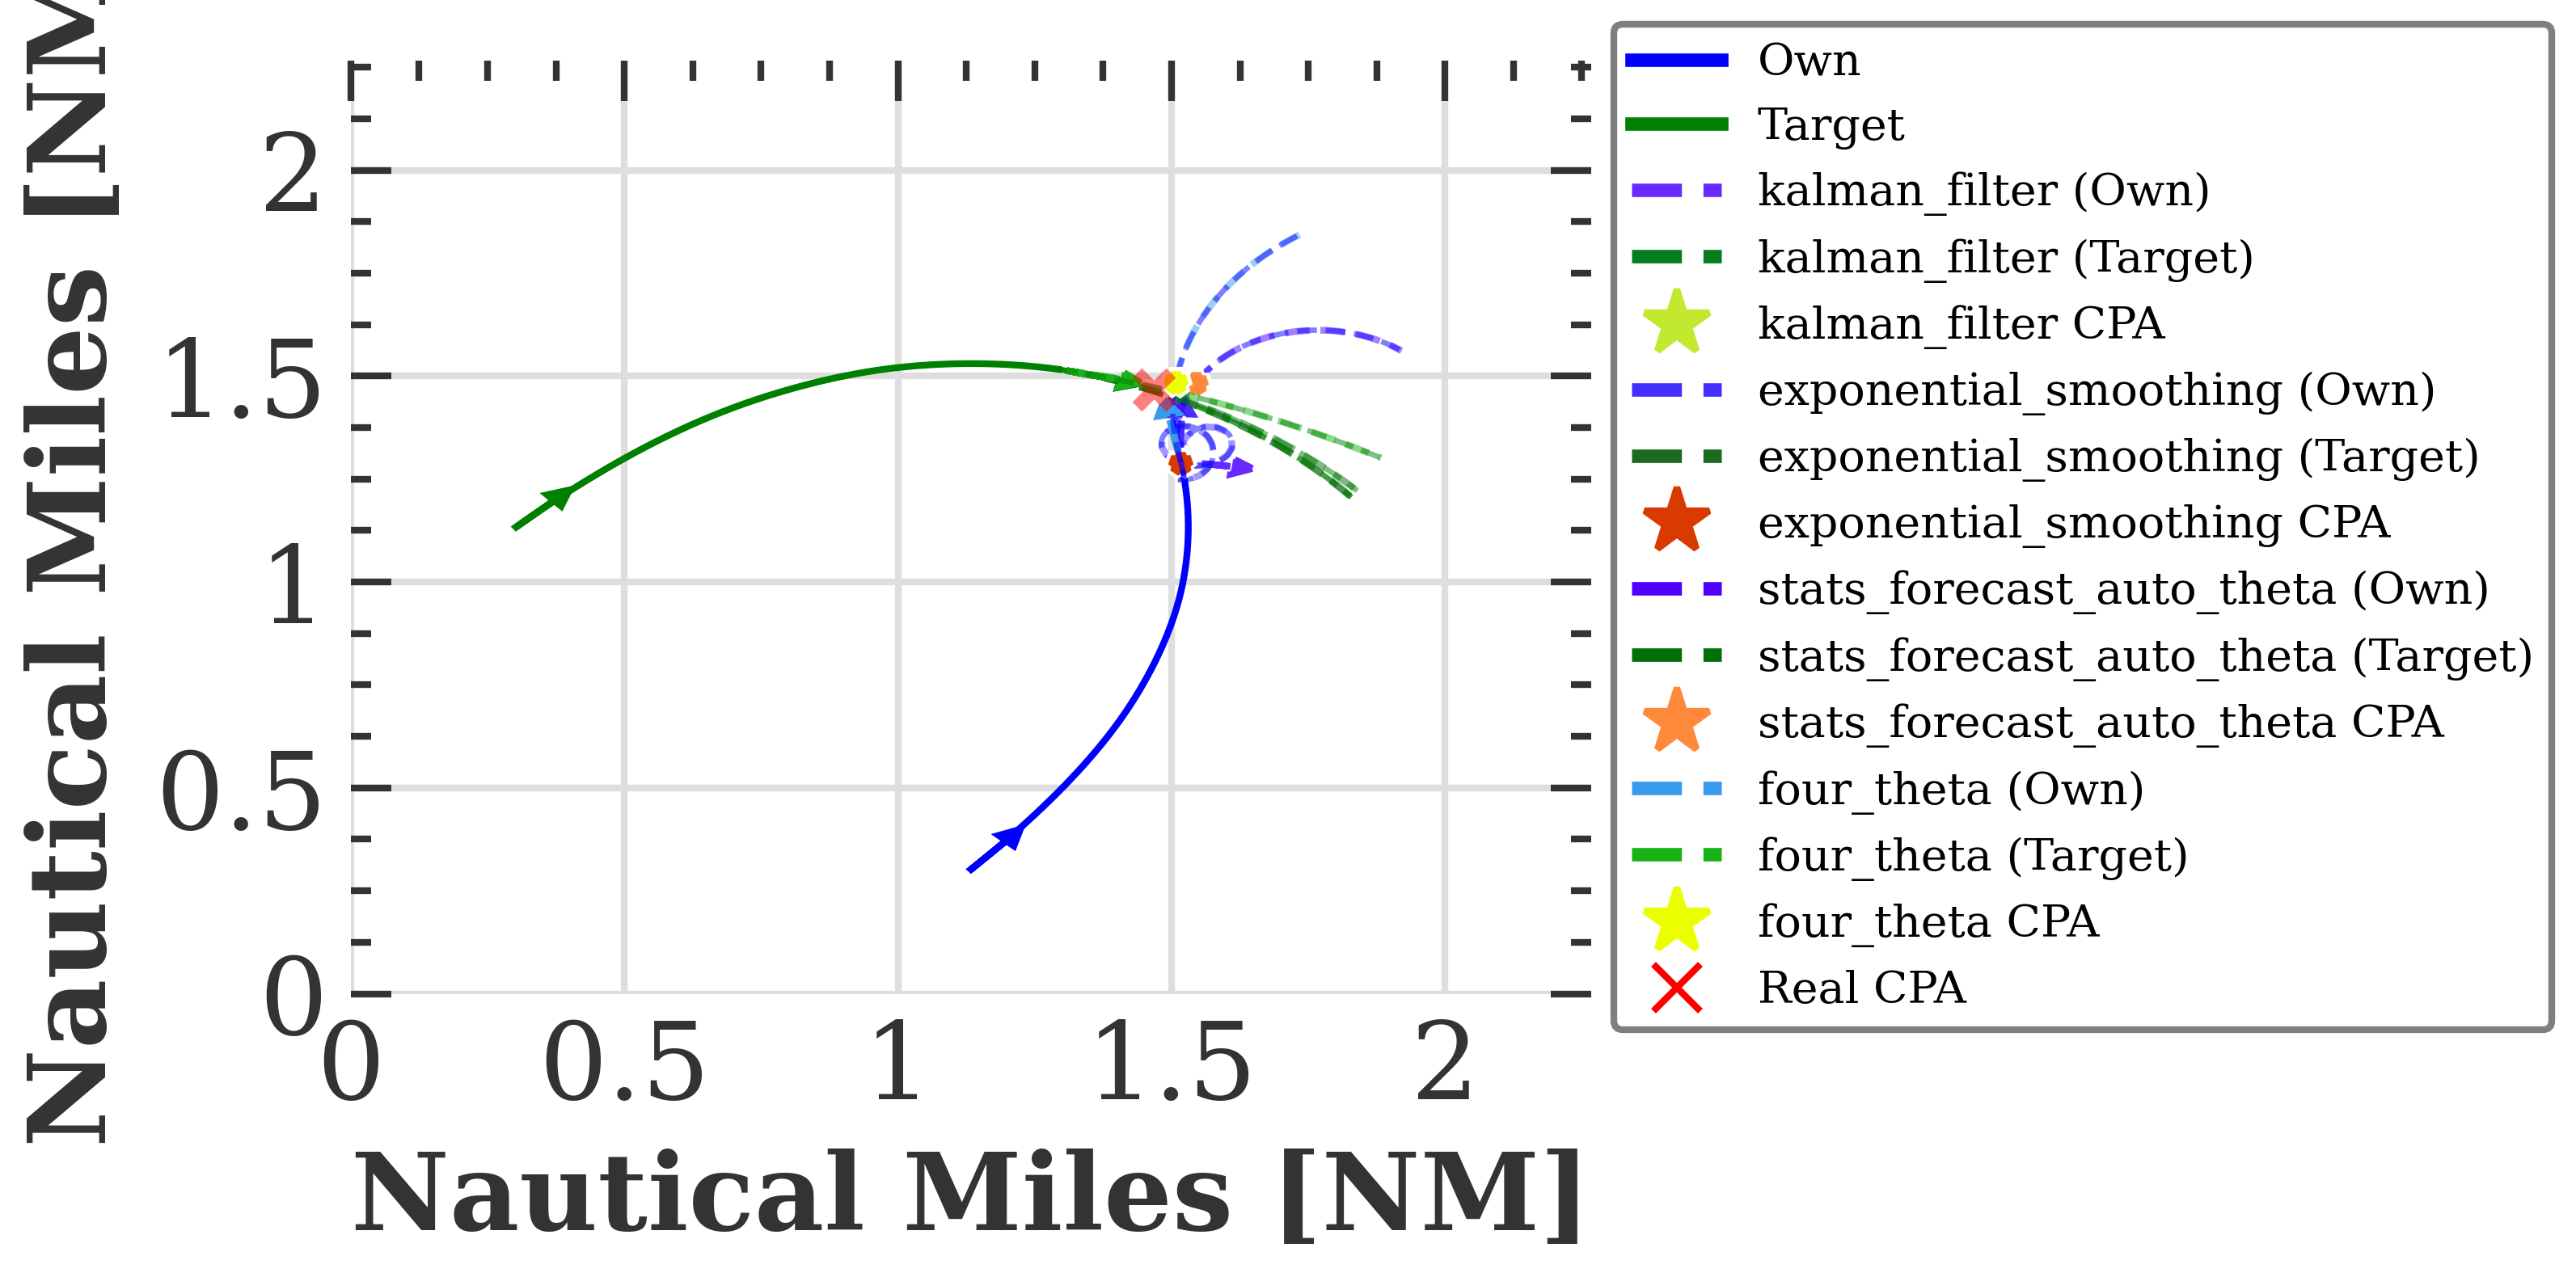 Nautical Miles [NM
2
1.5
1
0.5
0
0 0.5 1 1.5 2
Nautical Miles [NM]
Own
Target
kalman_filter (Own)
kalman_filter (Target)
kalman_filter CPA
exponential_smoothing (Own)
exponential_smoothing (Target)
exponential_smoothing CPA
stats_forecast_auto_theta (Own)
stats_forecast_auto_theta (Target)
stats_forecast_auto_theta CPA
four_theta (Own)
four_theta (Target)
four_theta CPA
Real CPA